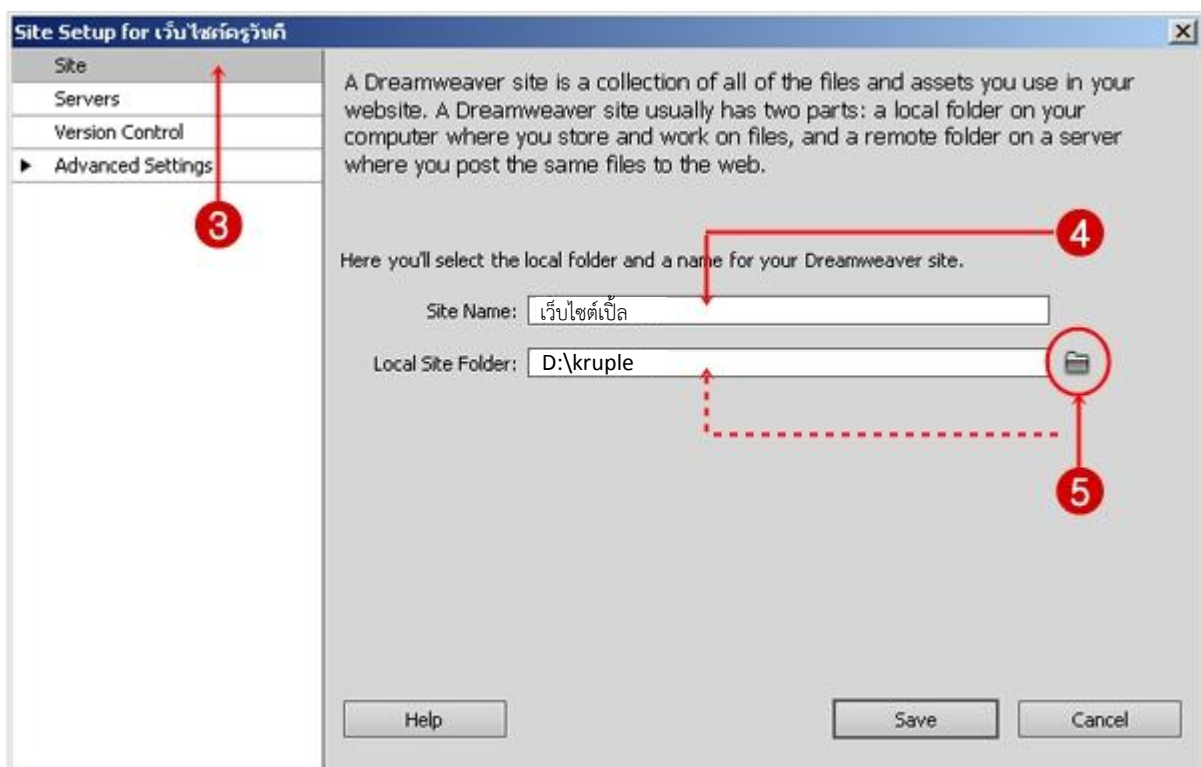 Site Setup for เว็บไซต์ครูวันดี
Site
Servers
Version Control
Advanced Settings
3
A Dreamweaver site is a collection of all of the files and assets you use in your
website. A Dreamweaver site usually has two parts: a local folder on your
computer where you store and work on files, and a remote folder on a server
where you post the same files to the web.
4
Here you'll select the local folder and a name for your Dreamweaver site.
Site Name: เว็บไซต์เปิ้ล
Local Site Folder: D:\kruple
5
Help Save Cancel